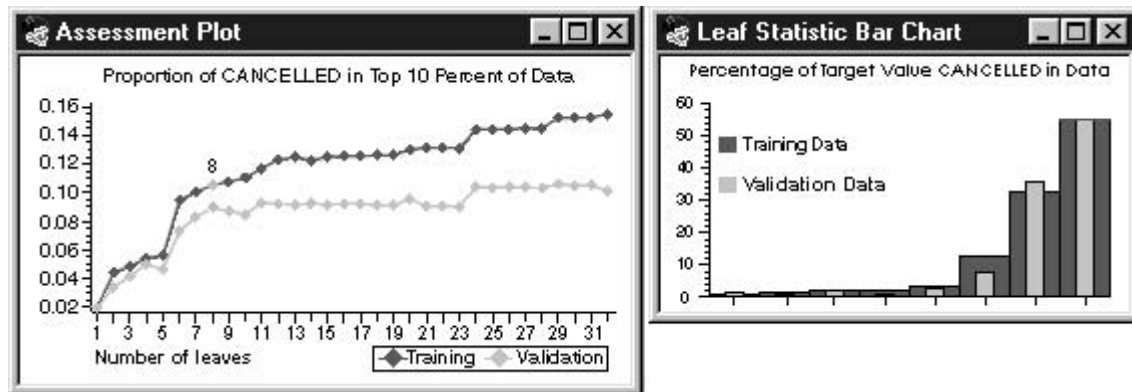 Assessment Plot
Proportion of CANCELLED in Top 10 Percent of Data
0.16
0.14
0.12
0.10
0.08
0.06
0.04
0.02
8
1 3 5 7 9 11 13 15 17 19 21 23 25 27 29 31
Number of leaves
Training Validation
Leaf Statistic Bar Chart
Percentage of Target Value CANCELLED in Data
60
50
40
30
20
10
0
Training Data
Validation Data